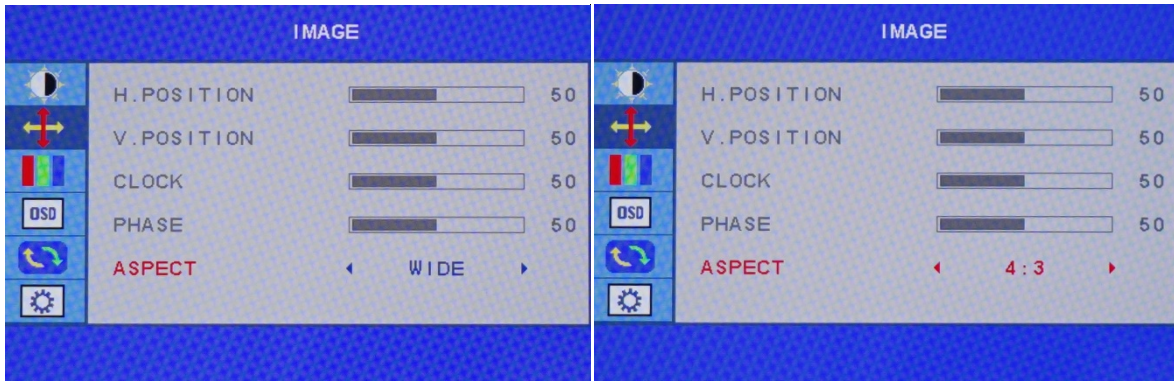 IMAGE
H.POSITION 50
V.POSITION 50
CLOCK 50
OSD
PHASE 50
ASPECT WIDE
IMAGE
H.POSITION 50
V.POSITION 50
CLOCK 50
OSD
PHASE 50
ASPECT 4:3